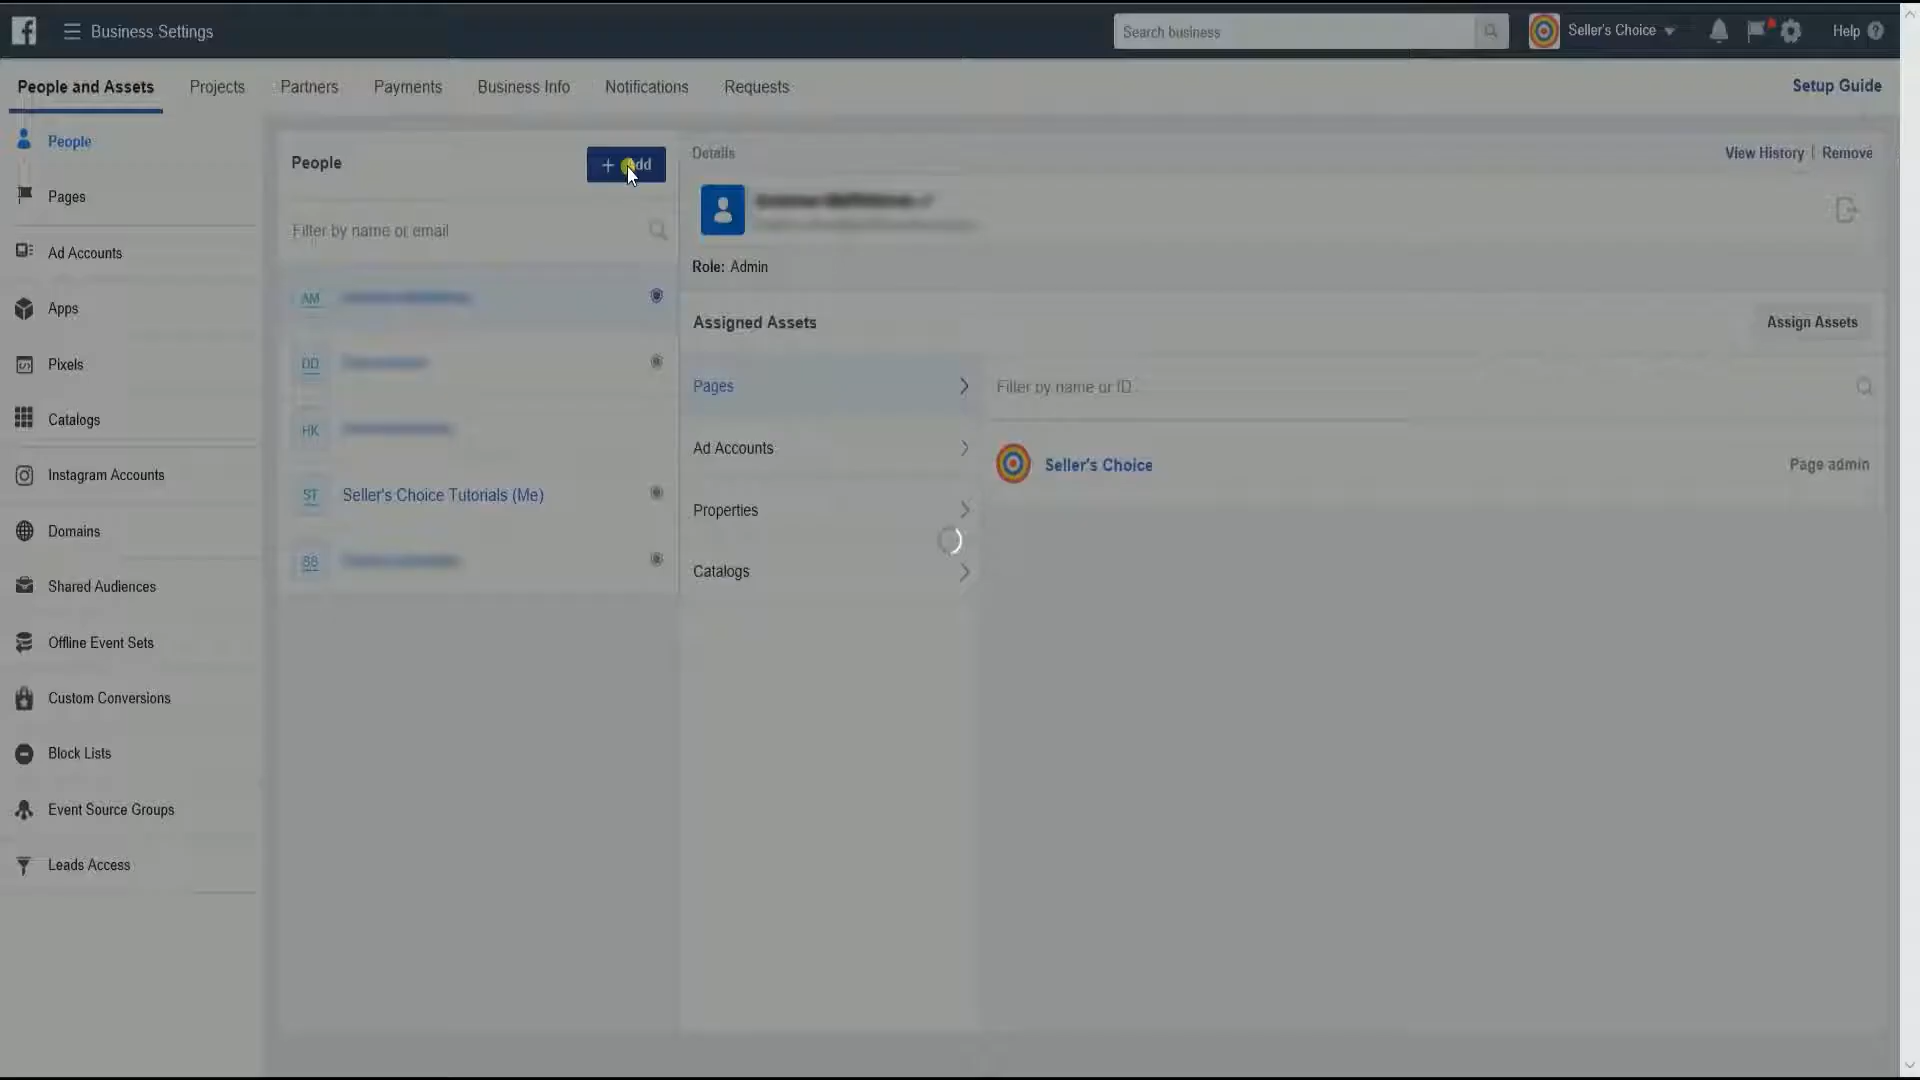 Business Settings
Search business
Seller's Choice
Help
People and Assets
Projects
Partners
Payments
Business Info
Notifications
Requests
Setup Guide
People
Pages
Ad Accounts
Apps
Pixels
Catalogs
Instagram Accounts
Domains
Shared Audiences
Offline Event Sets
Custom Conversions
Block Lists
Event Source Groups
Leads Access
People
+ Add
Filter by name or email
AM
DD
HK
ST Seller's Choice Tutorials (Me)
SS
Details
View History | Remove
Role: Admin
Assigned Assets
Assign Assets
Pages
Ad Accounts
Properties
Catalogs
Filter by name or ID...
Seller's Choice
Page admin